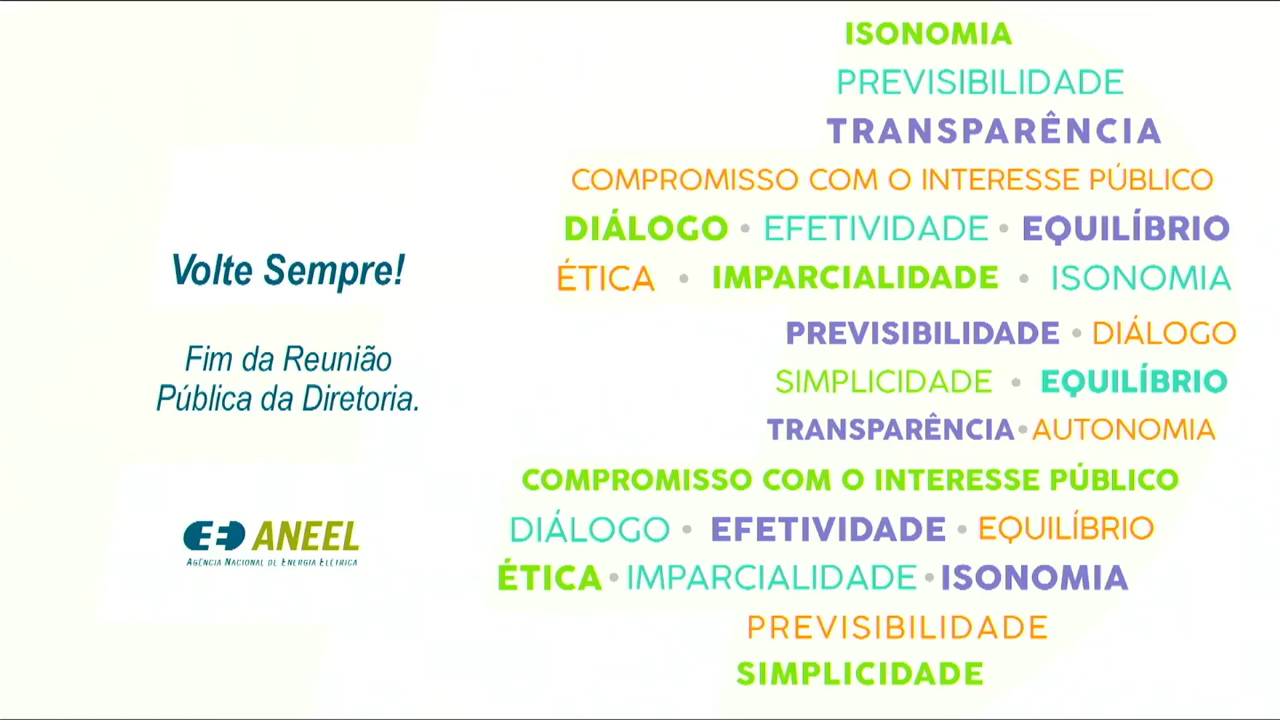 Volte Sempre!
Fim da Reunião
Pública da Diretoria.
ANEEL
AGÊNCIA NACIONAL DE ENERGIA ELÉTRICA
ISONOMIA
PREVISIBILIDADE
TRANSPARÊNCIA
COMPROMISSO COM O INTERESSE PÚBLICO
DIÁLOGO • EFETIVIDADE • EQUILÍBRIO
ÉTICA • IMPARCIALIDADE • ISONOMIA
PREVISIBILIDADE • DIÁLOGO
SIMPLICIDADE • EQUILÍBRIO
TRANSPARÊNCIA • AUTONOMIA
COMPROMISSO COM O INTERESSE PÚBLICO
DIÁLOGO • EFETIVIDADE • EQUILÍBRIO
ÉTICA • IMPARCIALIDADE • ISONOMIA
PREVISIBILIDADE
SIMPLICIDADE